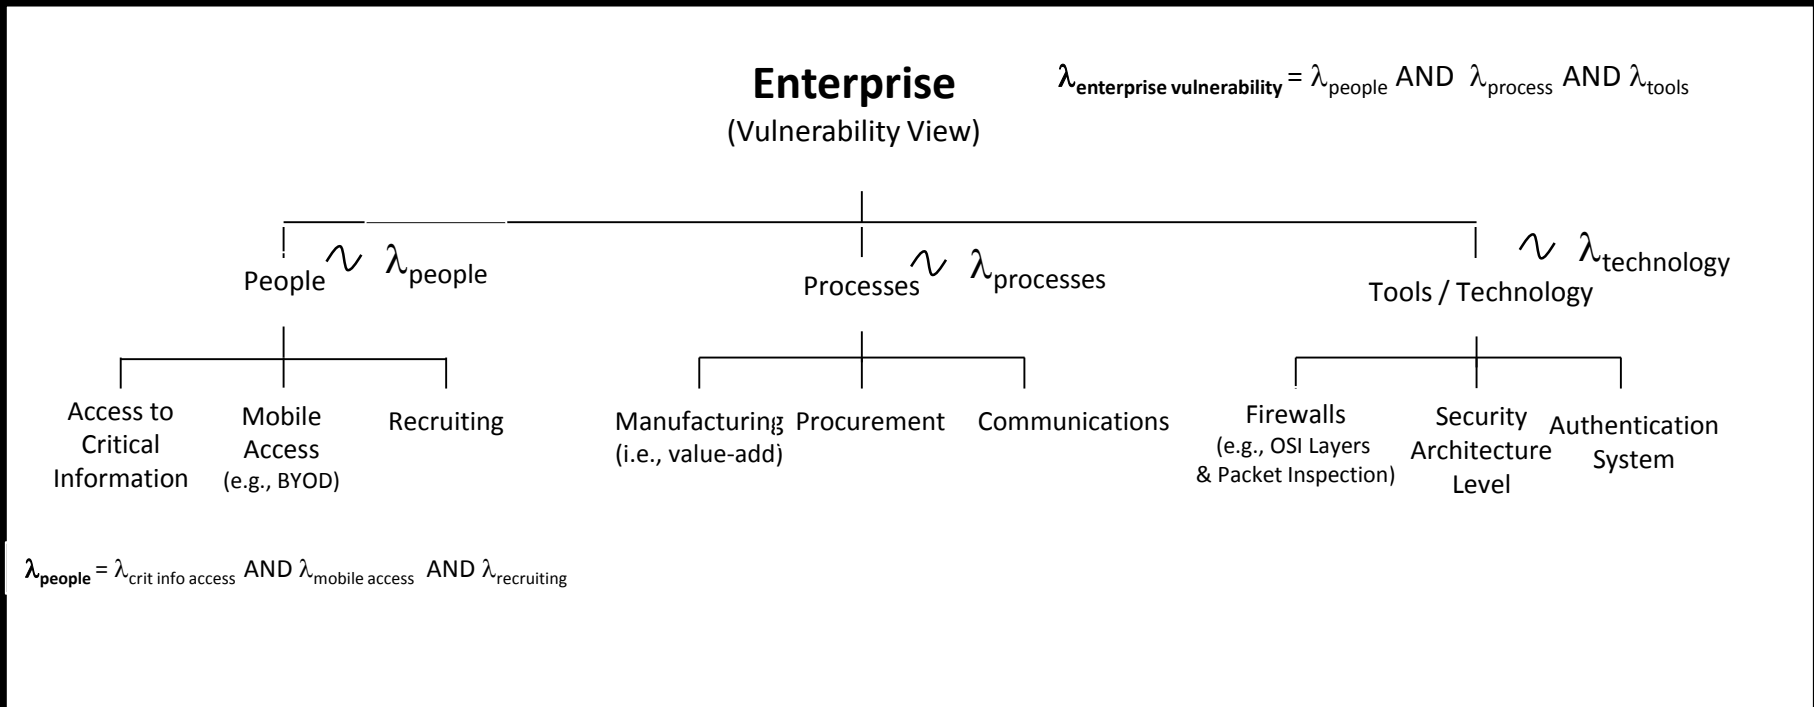 Enterprise
(Vulnerability View)
λenterprise vulnerability = λpeople AND λprocess AND λtools
People
λpeople
Processes
λprocesses
Tools / Technology
λtechnology
Access to
Critical
Information
Mobile
Access
(e.g., BYOD)
Recruiting
Manufacturing
(i.e., value-add)
Procurement
Communications
Firewalls
(e.g., OSI Layers
& Packet Inspection)
Security
Architecture
Level
Authentication
System
λpeople = λcrit info access AND λmobile access AND λrecruiting